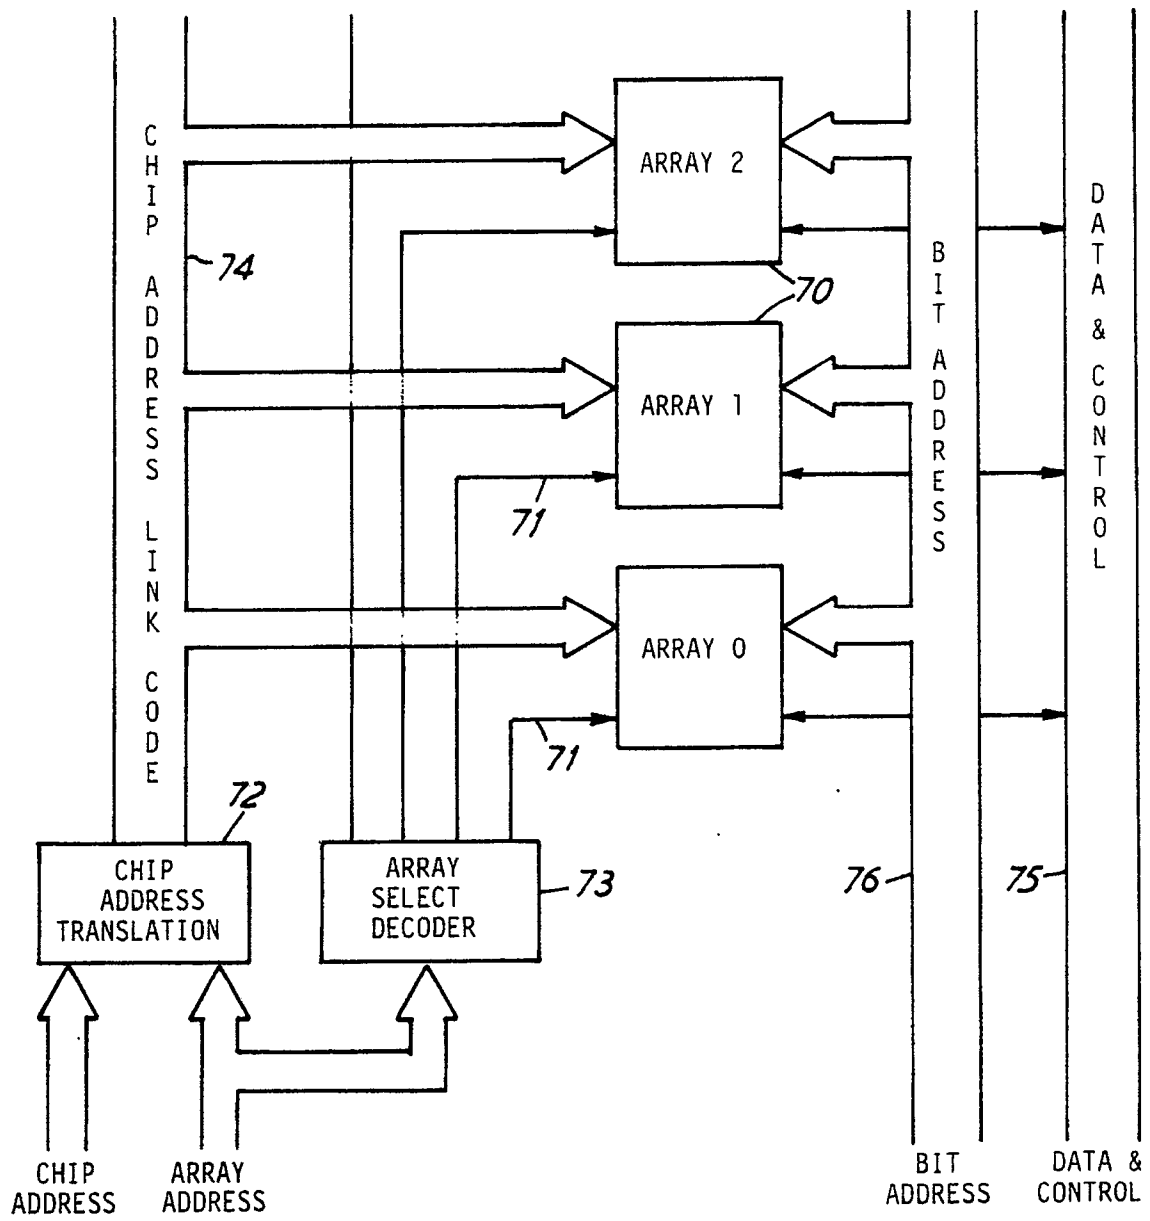 CHIP ADDRESS LINK CODE
74
ARRAY 2
70
ARRAY 1
71
ARRAY 0
71
BIT ADDRESS
DATA & CONTROL
72
CHIP
ADDRESS
TRANSLATION
ARRAY
SELECT
DECODER
73
76
75
CHIP
ADDRESS
ARRAY
ADDRESS
BIT
ADDRESS
DATA &
CONTROL